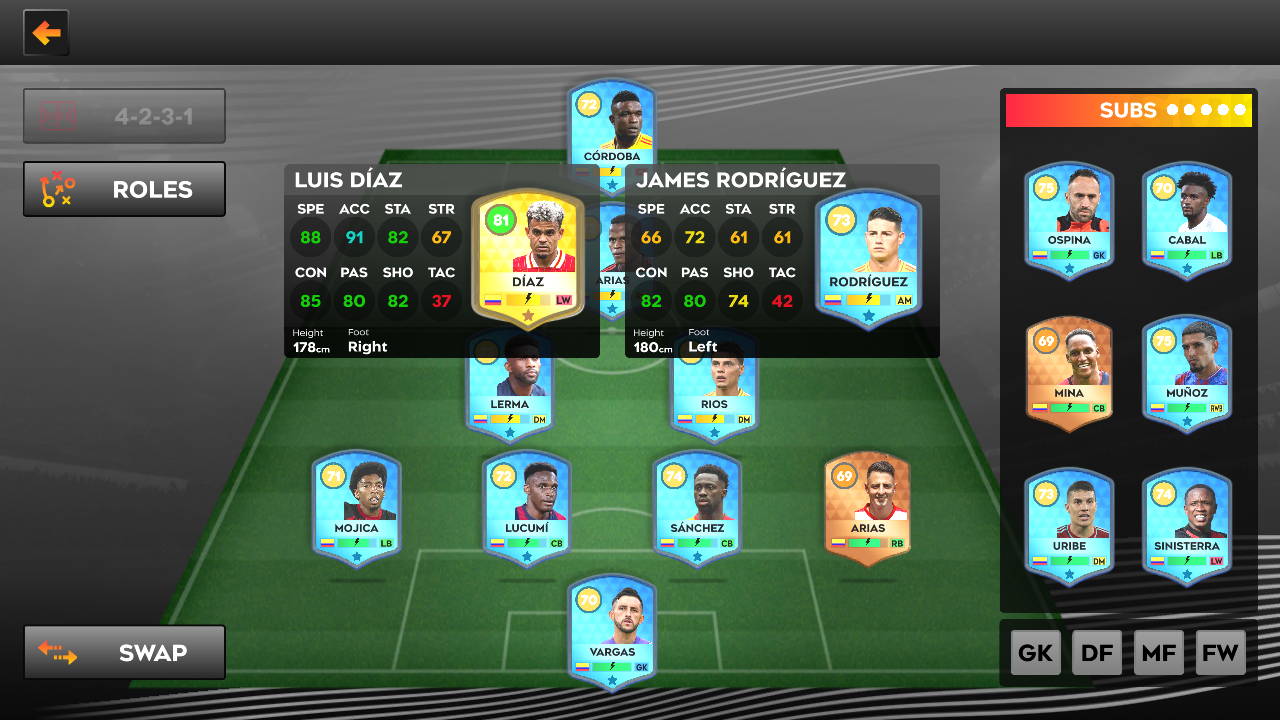 4-2-3-1
ROLES
SWAP
72
CÓRDOBA
LUIS DÍAZ
SPE ACC STA STR
88 91 82 67
CON PAS SHO TAC
85 80 82 37
Height Foot
178cm Right
81
DÍAZ
LW
ARIAS
JAMES RODRÍGUEZ
SPE ACC STA STR
66 72 61 61
CON PAS SHO TAC
82 80 74 42
Height Foot
180cm Left
73
RODRÍGUEZ
AM
LERMA
DM
RIOS
DM
71
MOJICA
LB
72
LUCUMÍ
CB
74
SÁNCHEZ
CB
69
ARIAS
RB
70
VARGAS
GK
SUBS
75
OSPINA
GK
70
CABAL
LB
69
MINA
CB
75
MUÑOZ
RWB
73
URIBE
DM
74
SINISTERRA
LW
GK DF MF FW